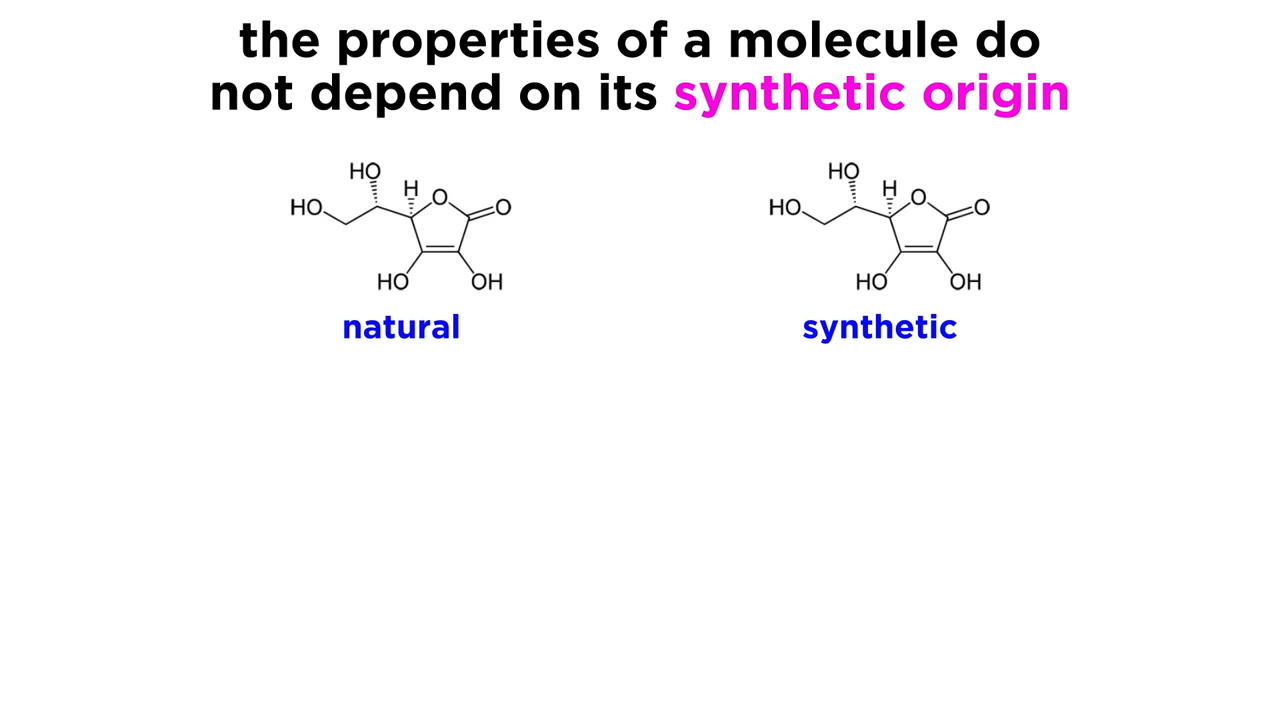 the properties of a molecule do
not depend on its synthetic origin
HO HO
H O
HO O HO O
HO OH HO OH
natural synthetic